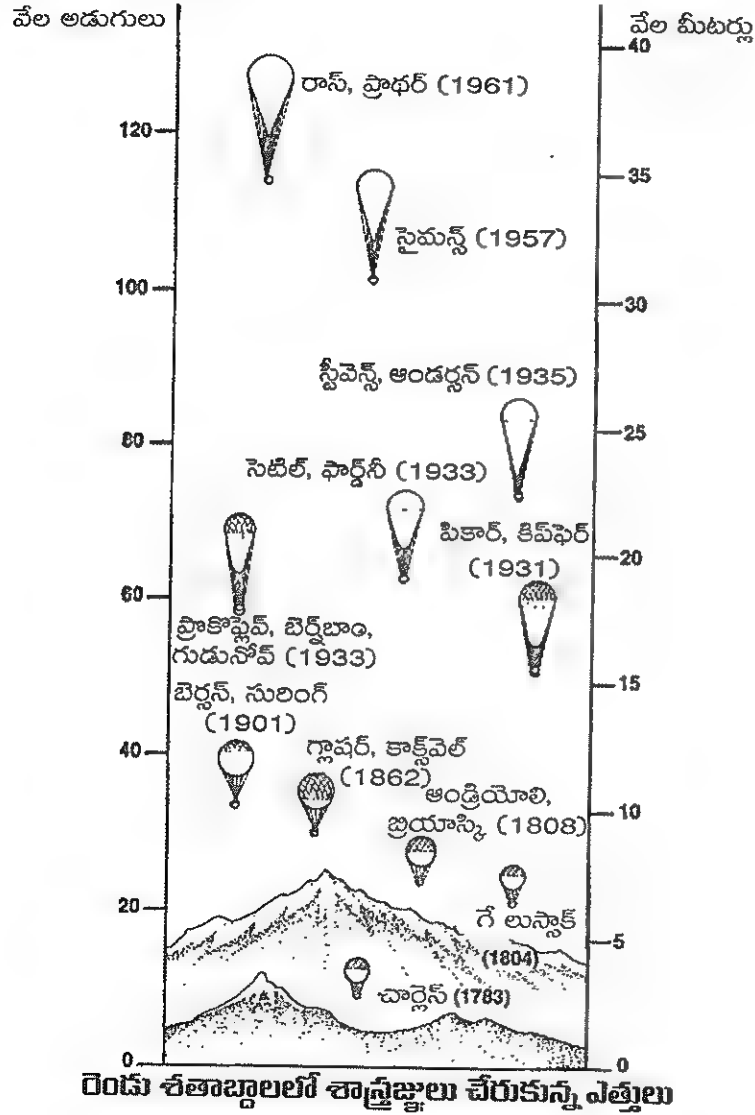 వేల అడుగులు
వేల మీటర్లు
40
రాస్, ప్రాథర్ (1961)
120
35
సైమన్స్ (1957)
100
30
స్టీవెన్స్, ఆండర్సన్ (1935)
80
25
సెటిల్, ఫార్డ్‌నీ (1933)
పికార్, కిప్‌ఫెర్
(1931)
20
60
ప్రొకొఫ్లెవ్, బెర్న్‌బాం,
గుడునోవ్ (1933)
15
బెర్సన్, సురింగ్
(1901)
40
గ్లాషర్, కాక్స్‌వెల్
(1862)
10
ఆండ్రియోలి,
బ్రియాస్కి (1808)
20
గే లుస్సాక్
(1804)
5
చార్లెస్ (1783)
0
0
రెండు శతాబ్దాలలో శాస్త్రజ్ఞులు చేరుకున్న ఎత్తులు